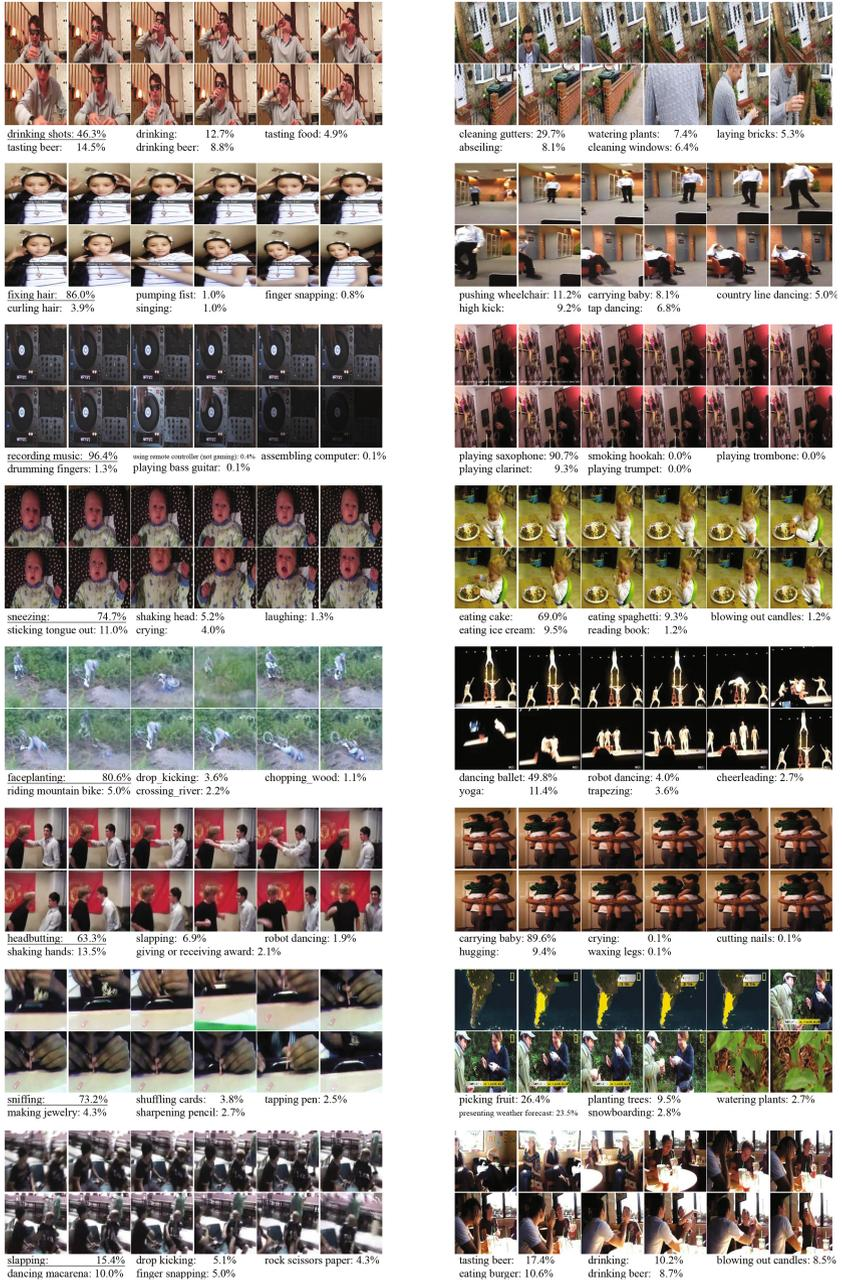 drinking shots: 46.3% drinking: 12.7% tasting food: 4.9%
tasting beer: 14.5% drinking beer: 8.8%
cleaning gutters: 29.7% watering plants: 7.4% laying bricks: 5.3%
abseiling: 8.1% cleaning windows: 6.4%
fixing hair: 86.0% pumping fist: 1.0% finger snapping: 0.8%
curling hair: 3.9% singing: 1.0%
pushing wheelchair: 11.2% carrying baby: 8.1% country line dancing: 5.0%
high kick: 9.2% tap dancing: 6.8%
recording music: 96.4% using remote controller (not gaming): 0.4% assembling computer: 0.1%
drumming fingers: 1.3% playing bass guitar: 0.1%
playing saxophone: 90.7% smoking hookah: 0.0% playing trombone: 0.0%
playing clarinet: 9.3% playing trumpet: 0.0%
sneezing: 74.7% shaking head: 5.2% laughing: 1.3%
sticking tongue out: 11.0% crying: 4.0%
eating cake: 69.0% eating spaghetti: 9.3% blowing out candles: 1.2%
eating ice cream: 9.5% reading book: 1.2%
faceplanting: 80.6% drop_kicking: 3.6% chopping_wood: 1.1%
riding mountain bike: 5.0% crossing_river: 2.2%
dancing ballet: 49.8% robot dancing: 4.0% cheerleading: 2.7%
yoga: 11.4% trapezing: 3.6%
headbutting: 63.3% slapping: 6.9% robot dancing: 1.9%
shaking hands: 13.5% giving or receiving award: 2.1%
carrying baby: 89.6% crying: 0.1% cutting nails: 0.1%
hugging: 9.4% waxing legs: 0.1%
sniffing: 73.2% shuffling cards: 3.8% tapping pen: 2.5%
making jewelry: 4.3% sharpening pencil: 2.7%
picking fruit: 26.4% planting trees: 9.5% watering plants: 2.7%
presenting weather forecast: 23.5% snowboarding: 2.8%
slapping: 15.4% drop kicking: 5.1% rock scissors paper: 4.3%
dancing macarena: 10.0% finger snapping: 5.0%
tasting beer: 17.4% drinking: 10.2% blowing out candles: 8.5%
eating burger: 10.6% drinking beer: 8.7%